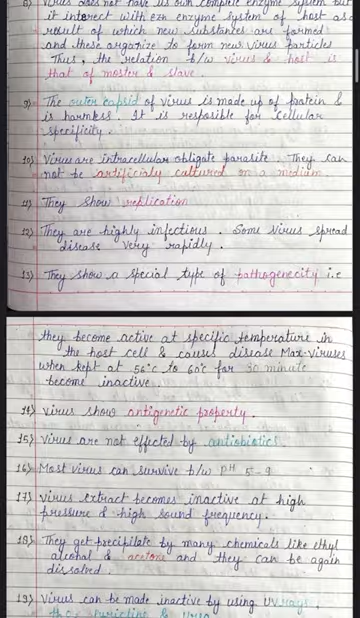 8) Virus does not have its own complete enzyme system but
it interact with ezn enzyme system of host as a
result of which new substances are formed
and these argotize to form new virus particles
Thus, the relation b/w virus & host is
that of moster & slave.
9) The outer capsid of virus is made up of protein &
is harmless. It is resposible for cellular
specificity.
10) Virus are intracellular obligate parasite. They can
not be artificialy caltured on a medium.
11) They show replication
12) They are highly infectious. Some virus spread
disease very rapidly.
13) They show a special type of pathogenecity i.e
they become active at specific temperature in
the host cell & causes disease Max-viruses
when kept at 56°C to 60°C for 30 minute
become inactive.
14) Virus show antigenetic property.
15) Virus are not effected by antiobiotics
16) Most virus can survive b/w PH 5-9
17) Virus extract becomes inactive at high
pressure & high sound frequency.
18) They get precipitate by many chemicals like ethyl
alcohal & acetone and they can be again
dissolved.
19) Virus can be made inactive by using UV rays,